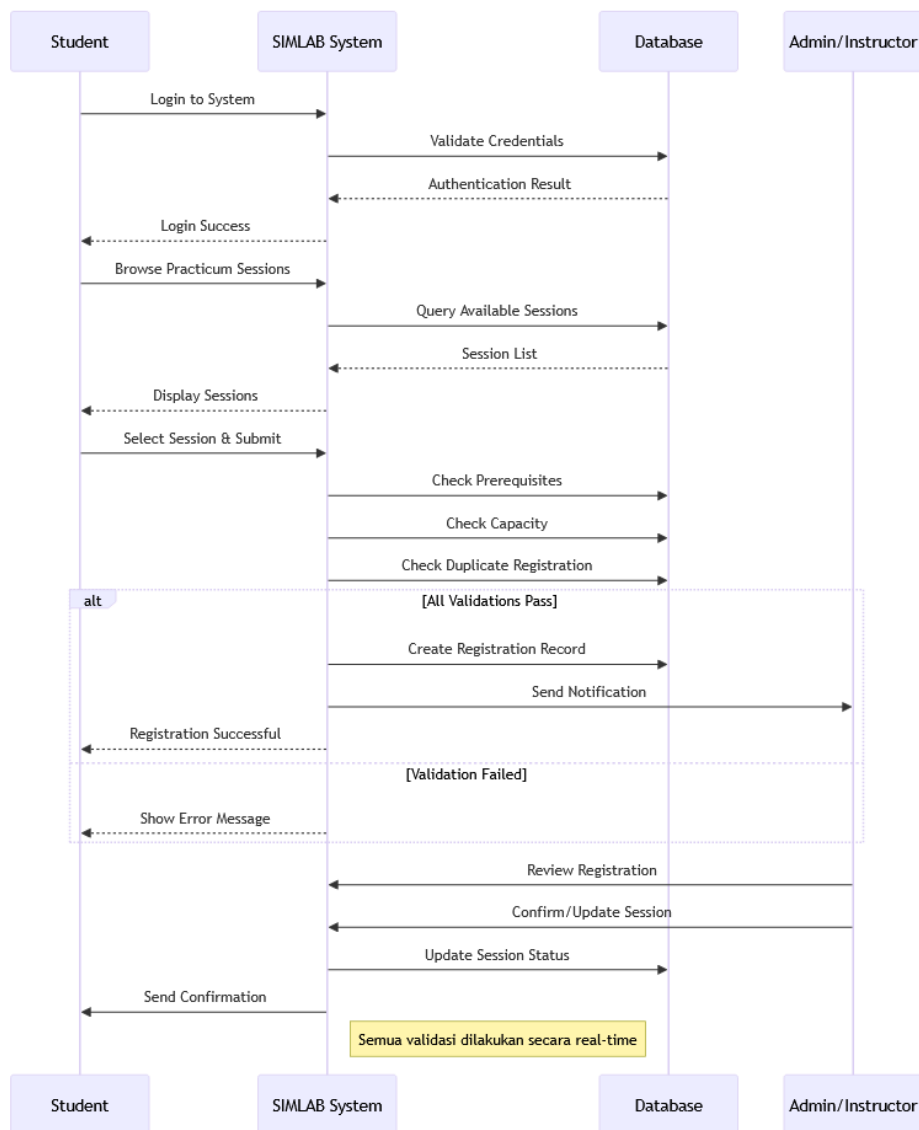 Student
SIMLAB System
Database
Admin/Instructor
Login to System
Validate Credentials
Authentication Result
Login Success
Browse Practicum Sessions
Query Available Sessions
Session List
Display Sessions
Select Session & Submit
Check Prerequisites
Check Capacity
Check Duplicate Registration
alt
[All Validations Pass]
Create Registration Record
Send Notification
Registration Successful
[Validation Failed]
Show Error Message
Review Registration
Confirm/Update Session
Update Session Status
Send Confirmation
Semua validasi dilakukan secara real-time
Student
SIMLAB System
Database
Admin/Instructor